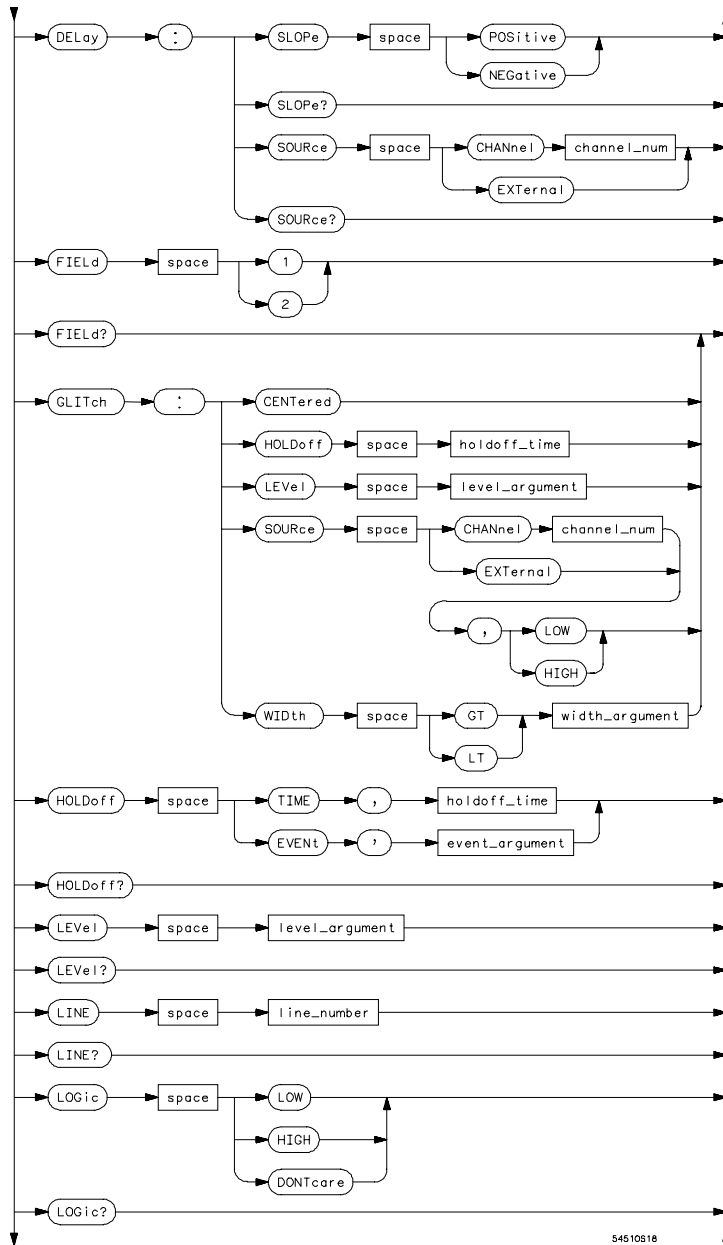 DELay : SLOPe space POSitive
NEGative
SLOPe?
SOURce space CHANnel channel_num
EXTernal
SOURce?
FIELd space 1
2
FIELd?
GLITch : CENTered
HOLDoff space holdoff_time
LEVel space level_argument
SOURce space CHANnel channel_num
EXTernal
, LOW
HIGH
WIDth space GT width_argument
LT
HOLDoff space TIME , holdoff_time
EVENt , event_argument
HOLDoff?
LEVel space level_argument
LEVel?
LINE space line_number
LINE?
LOGic space LOW
HIGH
DONTcare
LOGic?
54510S18